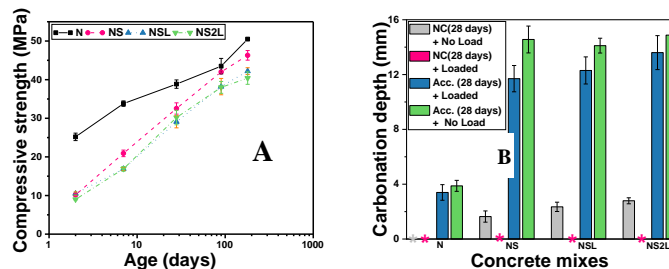 N NS NSL NS2L
Compressive strength (MPa)
60
50
40
30
20
10
0
1 10 100 1000
Age (days)
A
NC(28 days)
+ No Load
NC(28 days)
+ Loaded
Acc. (28 days)
+ Loaded
Acc. (28 days)
+ No Load
Carbonation depth (mm)
16
12
8
4
0
B
N NS NSL NS2L
Concrete mixes